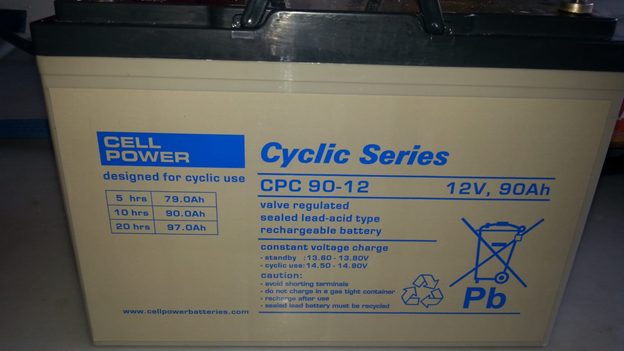 CELL
POWER
designed for cyclic use
5 hrs 79.0Ah
10 hrs 90.0Ah
20 hrs 97.0Ah
www.cellpowerbatteries.com
Cyclic Series
CPC 90-12 12V, 90Ah
valve regulated
sealed lead-acid type
rechargeable battery
constant voltage charge
- standby :13.60 - 13.80V
- cyclic use: 14.50 - 14.90V
caution:
- avoid shorting terminals
- do not charge in a gas tight container
- recharge after use
- sealed lead battery must be recycled
Pb